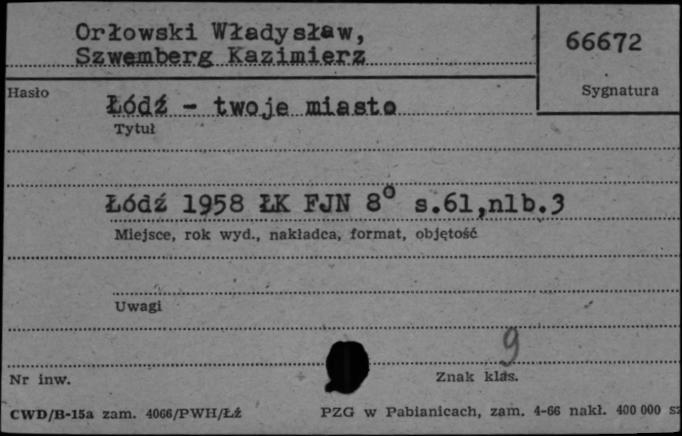 Orłowski Władysław,
Szwemberg Kazimierz
66672
Hasło
Sygnatura
Łódź - twoje miasto
Tytuł
Łódź 1958 ŁK FJN 8° s.61,nlb.3
Miejsce, rok wyd., nakładca, format, objętość
Uwagi
9
Nr inw.
Znak klas.
CWD/B-15a zam. 4066/PWH/Łź
PZG w Pabianicach, zam. 4-66 nakł. 400 000